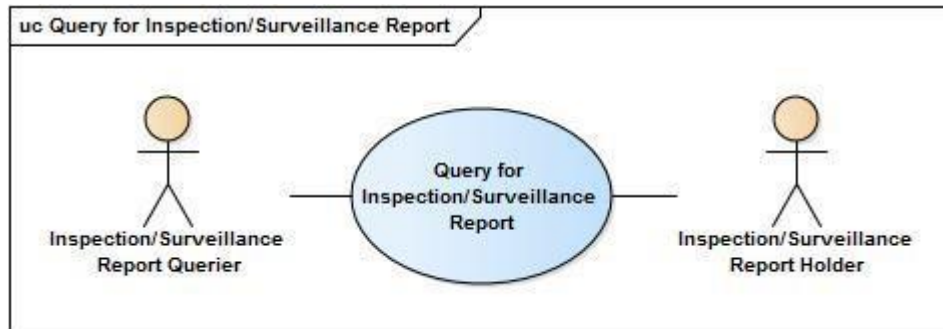 uc Query for Inspection/Surveillance Report
Query for
Inspection/Surveillance
Report
Inspection/Surveillance
Report Querier
Inspection/Surveillance
Report Holder